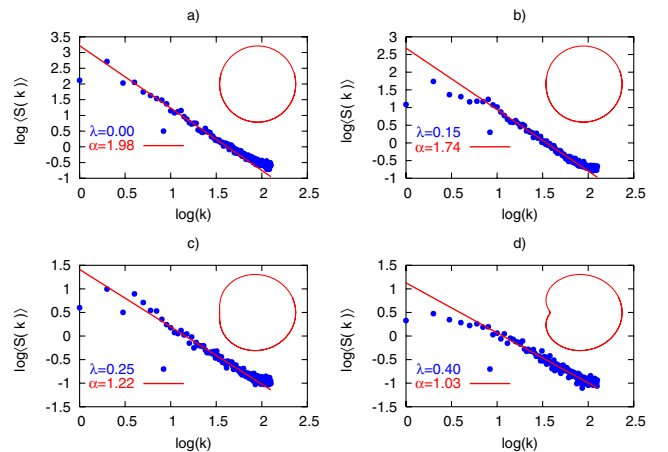 a)
3.5
3
2.5
2
1.5
1
0.5
0
-0.5
-1
log ⟨S( k )⟩
λ=0.00
α=1.98
0 0.5 1 1.5 2 2.5
log(k)
b)
3
2.5
2
1.5
1
0.5
0
-0.5
-1
log⟨S( k )⟩
λ=0.15
α=1.74
0 0.5 1 1.5 2 2.5
log(k)
c)
1.5
1
0.5
0
-0.5
-1
-1.5
log⟨S( k )⟩
λ=0.25
α=1.22
0 0.5 1 1.5 2 2.5
log(k)
d)
1.5
1
0.5
0
-0.5
-1
-1.5
log⟨S( k )⟩
λ=0.40
α=1.03
0 0.5 1 1.5 2 2.5
log(k)